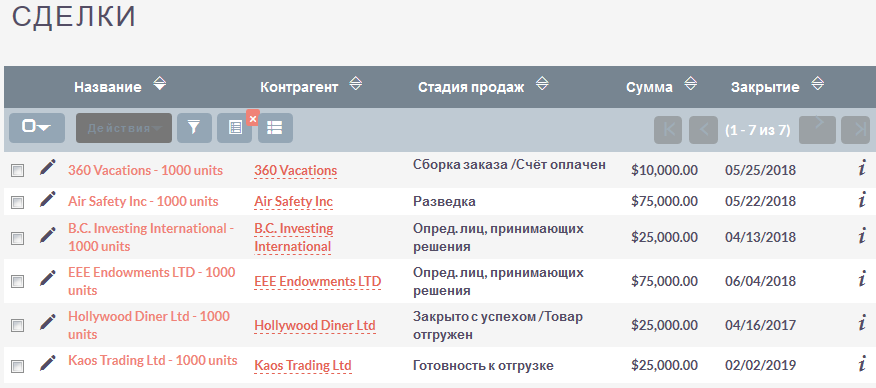 СДЕЛКИ
Название Контрагент Стадия продаж Сумма Закрытие
Действия (1 - 7 из 7)
360 Vacations - 1000 units 360 Vacations Сборка заказа /Счёт оплачен $10,000.00 05/25/2018
Air Safety Inc - 1000 units Air Safety Inc Разведка $75,000.00 05/22/2018
B.C. Investing International - B.C. Investing Опред.лиц, принимающих $25,000.00 04/13/2018
1000 units International решения
EEE Endowments LTD - 1000 EEE Endowments LTD Опред.лиц, принимающих $75,000.00 06/04/2018
units решения
Hollywood Diner Ltd - 1000 Hollywood Diner Ltd Закрыто с успехом /Товар $25,000.00 04/16/2017
units отгружен
Kaos Trading Ltd - 1000 units Kaos Trading Ltd Готовность к отгрузке $25,000.00 02/02/2019